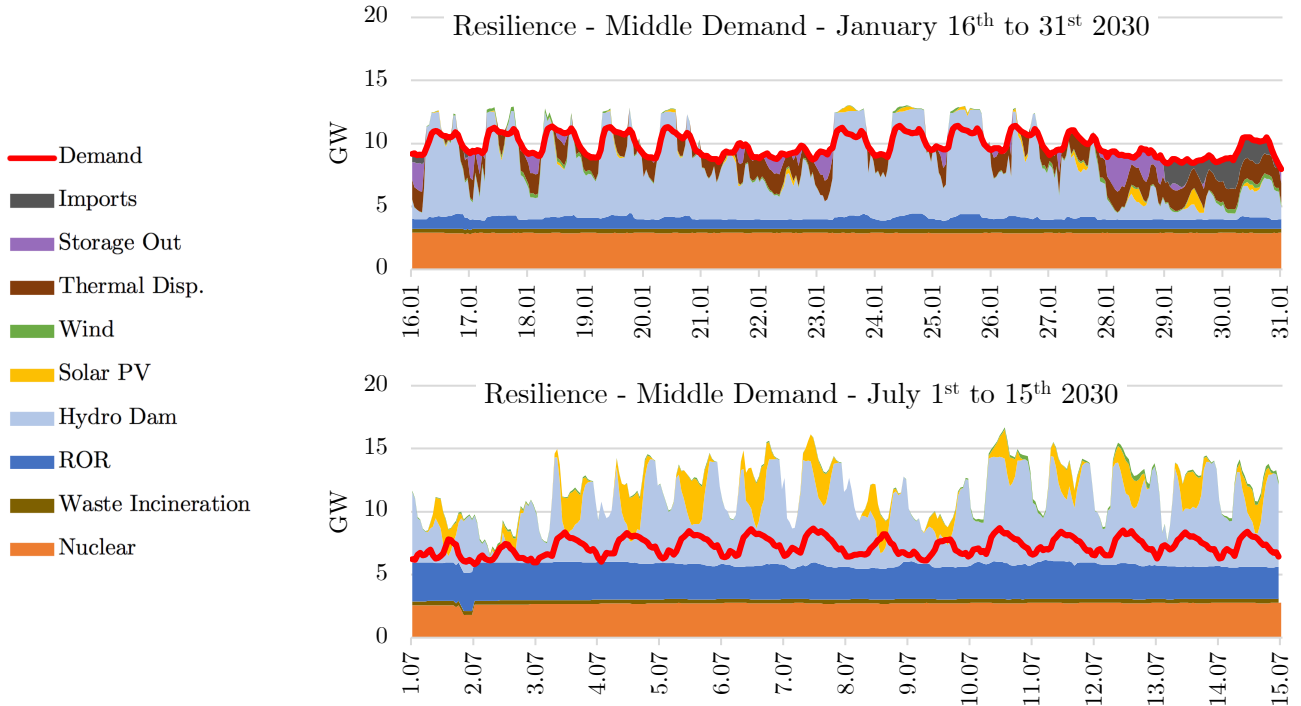 Demand
Imports
Storage Out
Thermal Disp.
Wind
Solar PV
Hydro Dam
ROR
Waste Incineration
Nuclear
Resilience - Middle Demand - January 16th to 31st 2030
GW
20
15
10
5
0
16.01
17.01
18.01
19.01
20.01
21.01
22.01
23.01
24.01
25.01
26.01
27.01
28.01
29.01
30.01
31.01
Resilience - Middle Demand - July 1st to 15th 2030
GW
20
15
10
5
0
1.07
2.07
3.07
4.07
5.07
6.07
7.07
8.07
9.07
10.07
11.07
12.07
13.07
14.07
15.07